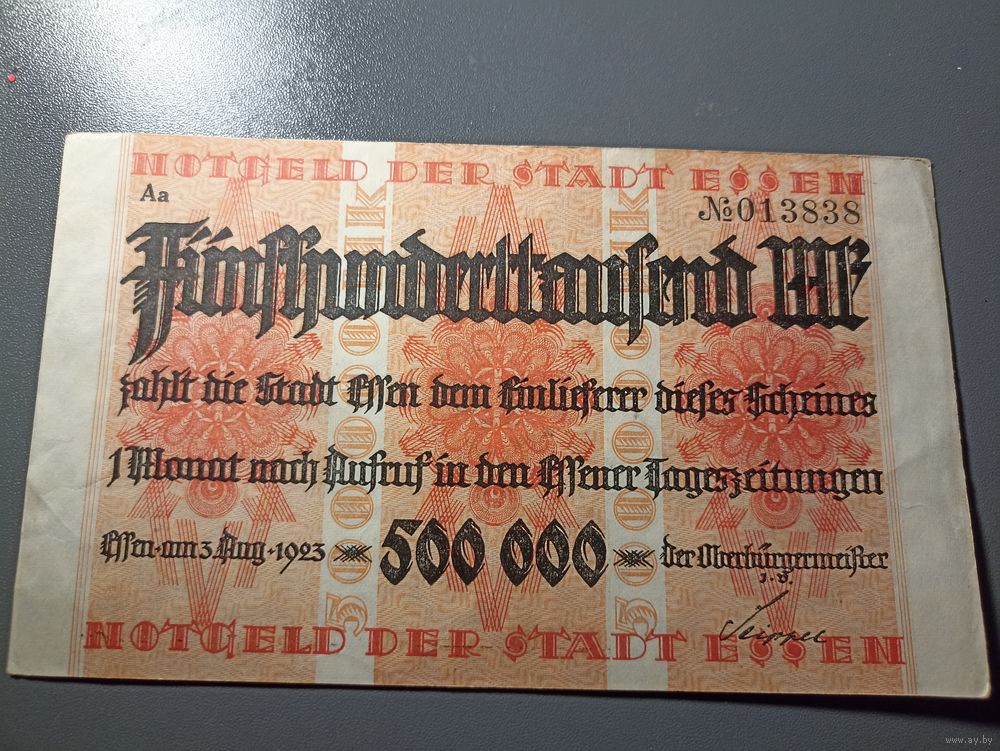 NOTGELD DER STADT ESSEN
Aa
№013838
Fünfhunderttausend Mk
zahlt die Stadt Essen dem Einlieferer dieses Scheines
1 Monat nach Aufruf in den Essener Tageszeitungen
Essen·am 3. Aug·1923 500 000 Der Oberbürgermeister
J.V.
NOTGELD DER STADT ESSEN
www.ay.by